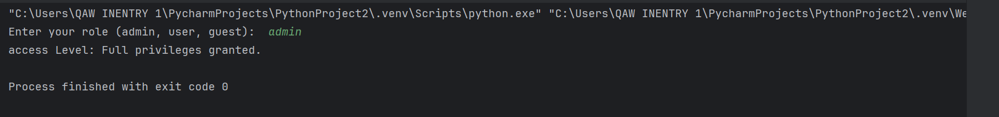 "C:\Users\QAW INENTRY 1\PycharmProjects\PythonProject2\.venv\Scripts\python.exe" "C:\Users\QAW INENTRY 1\PycharmProjects\PythonProject2\.venv\We
Enter your role (admin, user, guest):  admin
access Level: Full privileges granted.
Process finished with exit code 0